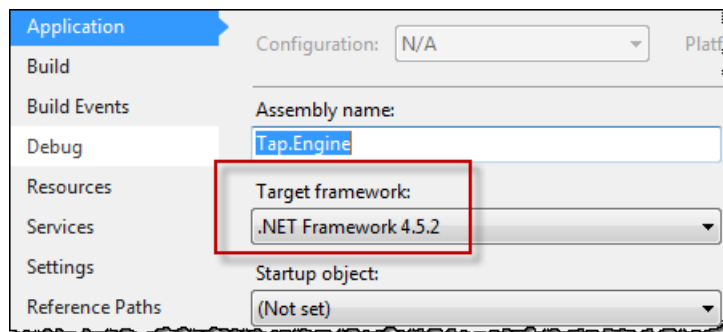 Application
Build
Build Events
Debug
Resources
Services
Settings
Reference Paths
Configuration: N/A
Assembly name:
Tap.Engine
Target framework:
.NET Framework 4.5.2
Startup object:
(Not set)